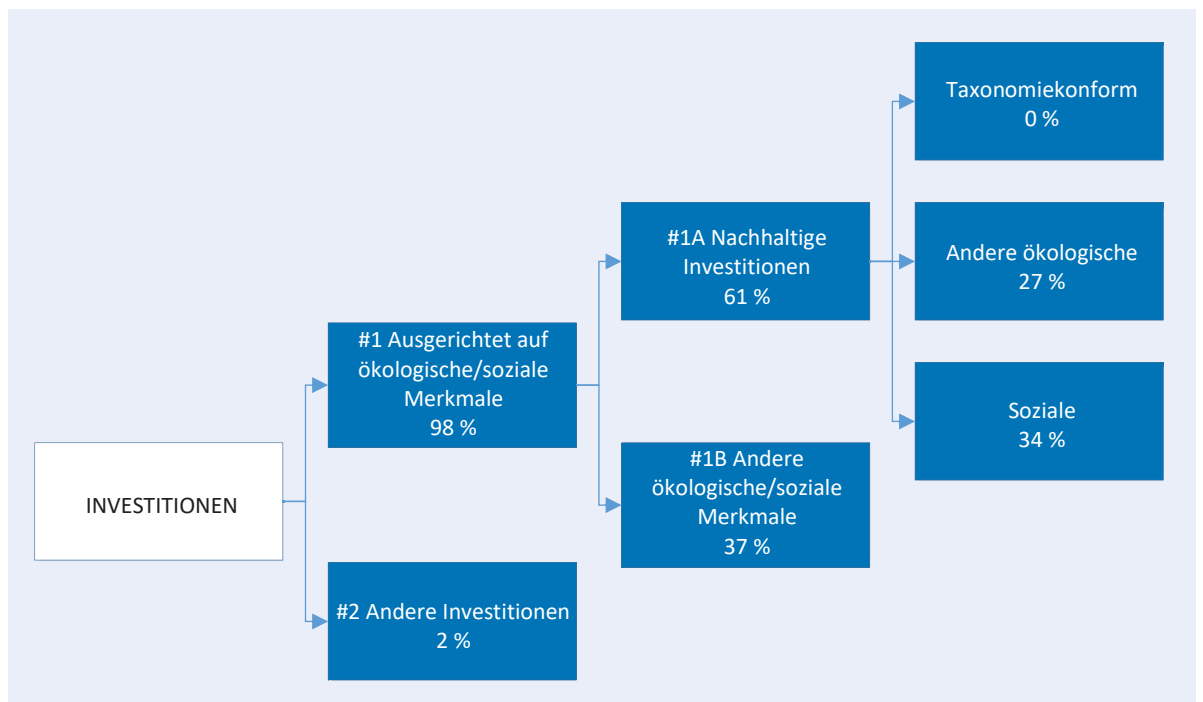 INVESTITIONEN
#1 Ausgerichtet auf
ökologische/soziale
Merkmale
98 %
#2 Andere Investitionen
2 %
#1A Nachhaltige
Investitionen
61 %
#1B Andere
ökologische/soziale
Merkmale
37 %
Taxonomiekonform
0 %
Andere ökologische
27 %
Soziale
34 %